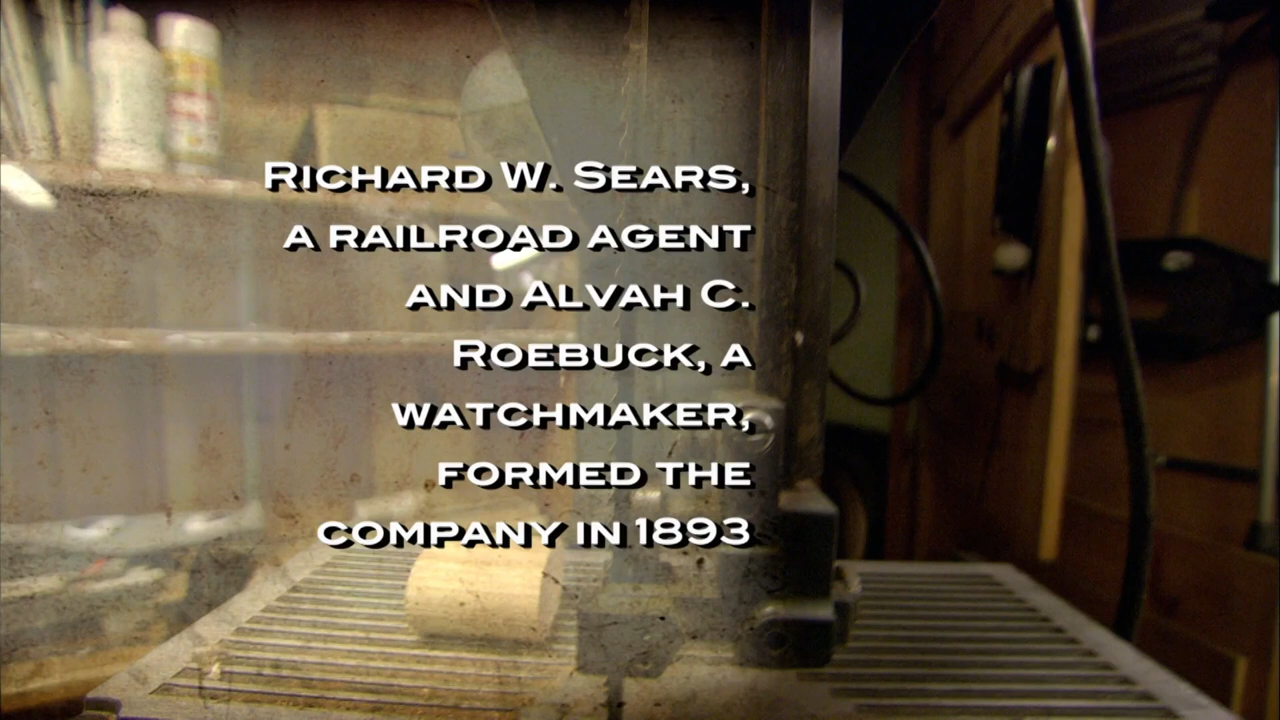 Richard W. Sears,
a railroad agent
and Alvah C.
Roebuck, a
watchmaker,
formed the
company in 1893